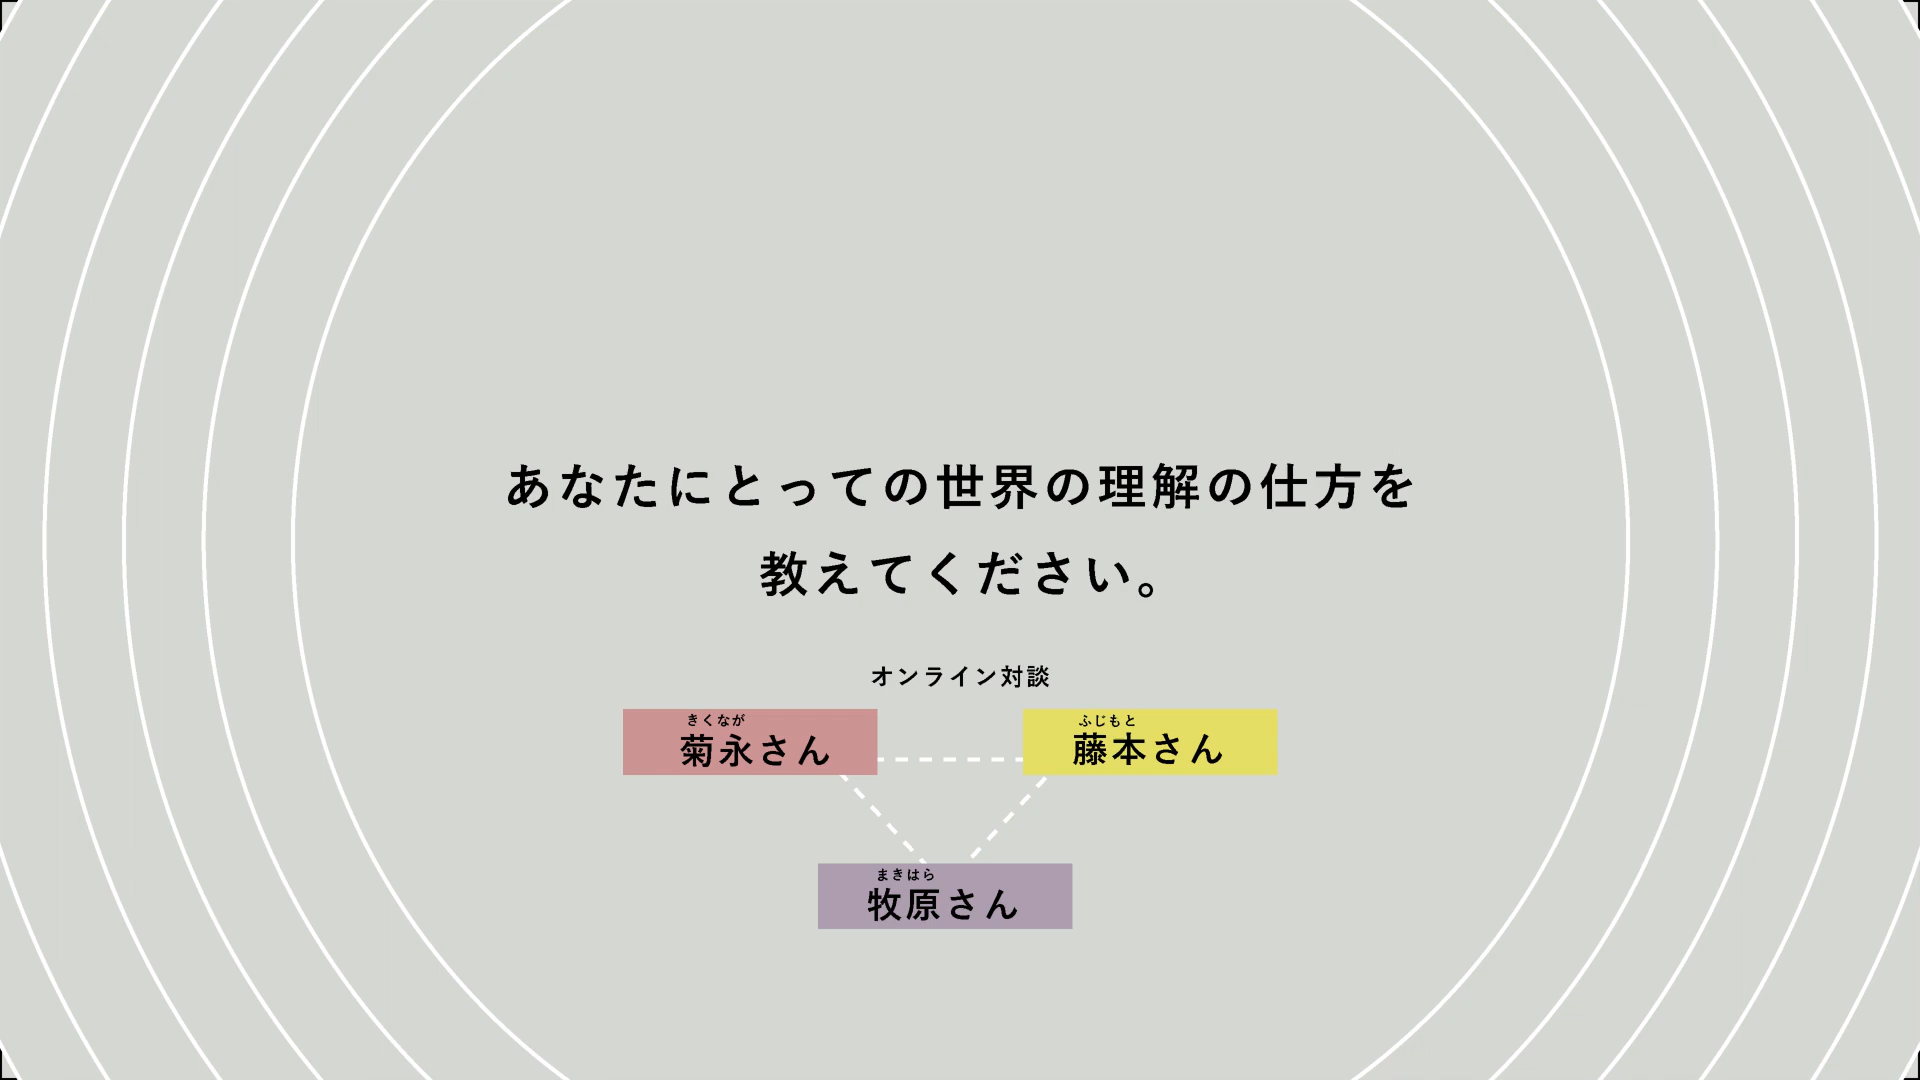 あなたにとっての世界の理解の仕方を
教えてください。
オンライン対談
きくなが
菊永さん
ふじもと
藤本さん
まきはら
牧原さん